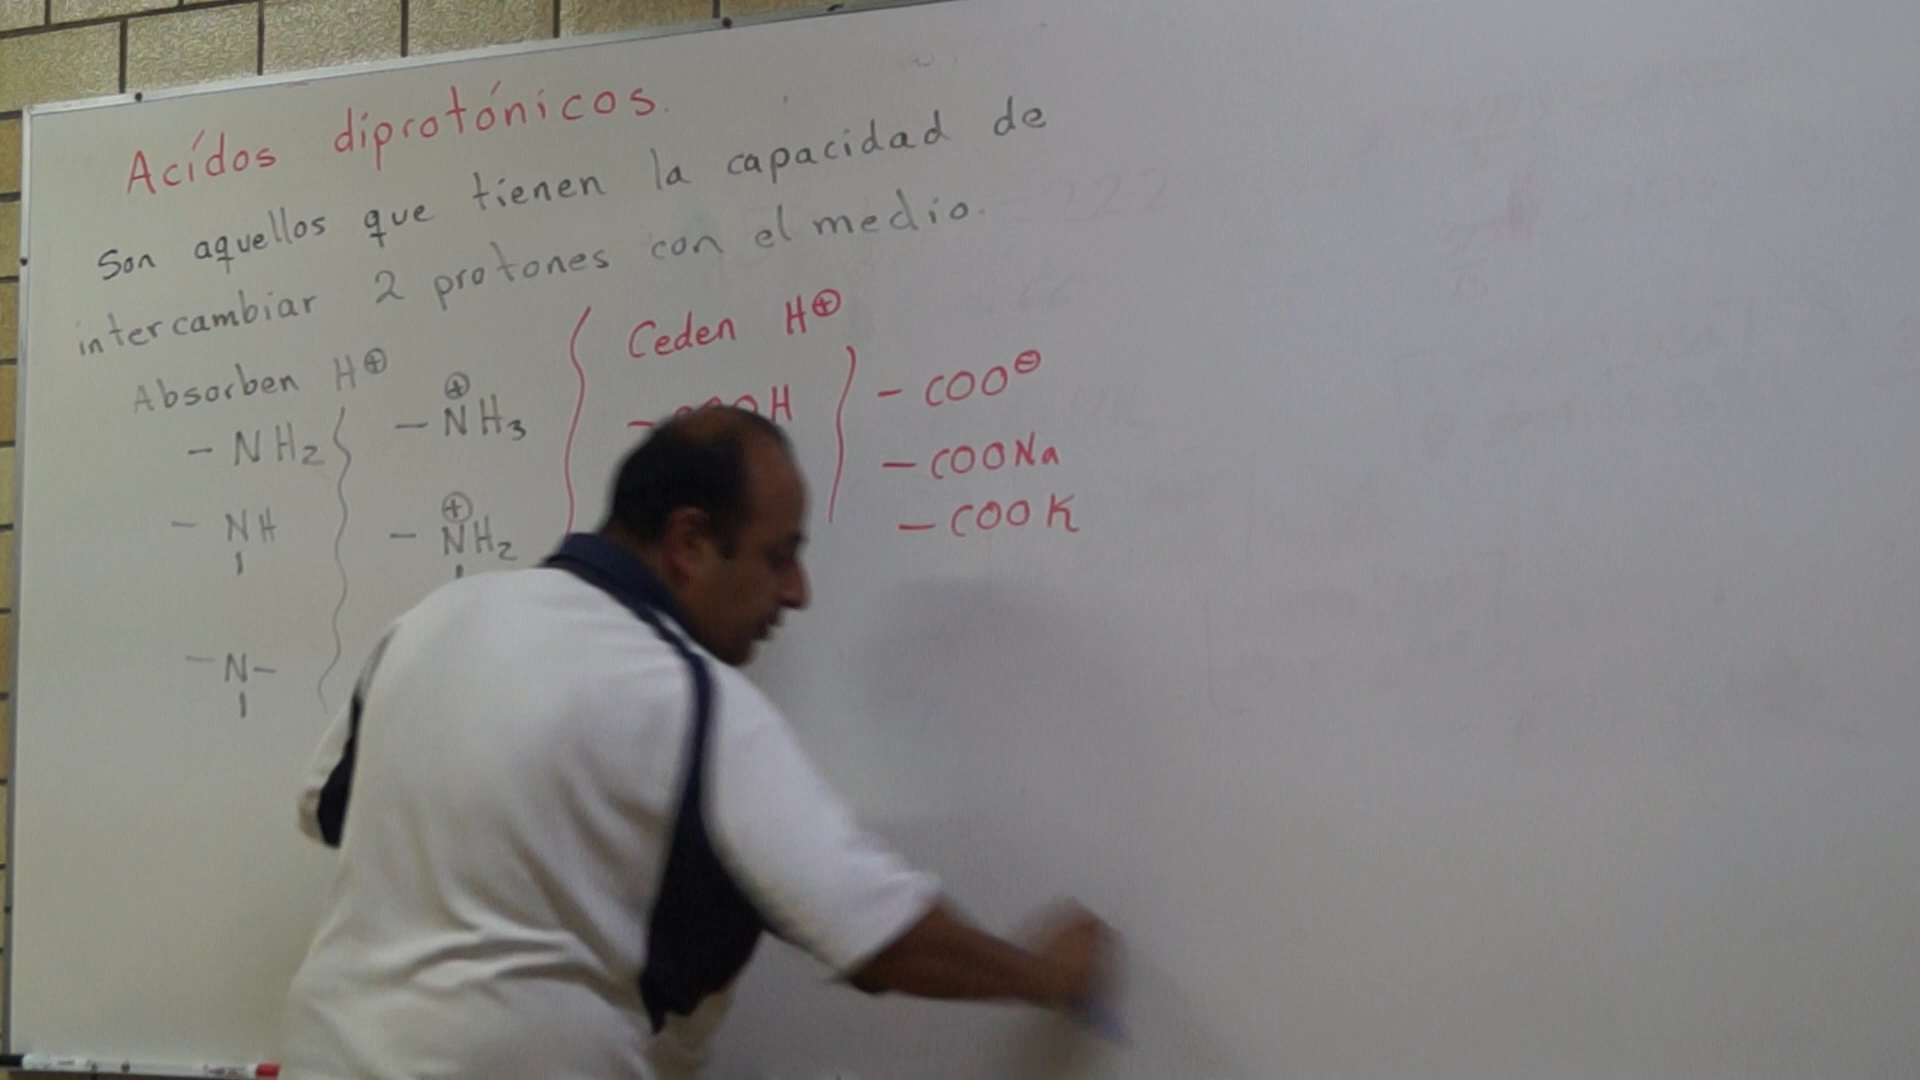 Acídos diprotónicos.
Son aquellos que tienen la capacidad de
intercambiar 2 protones con el medio.
Absorben H⊕
Ceden H⊕
- NH2
- N⊕H3
- COO⊖
- NH
- N⊕H2
- COONa
- COOK
- N -